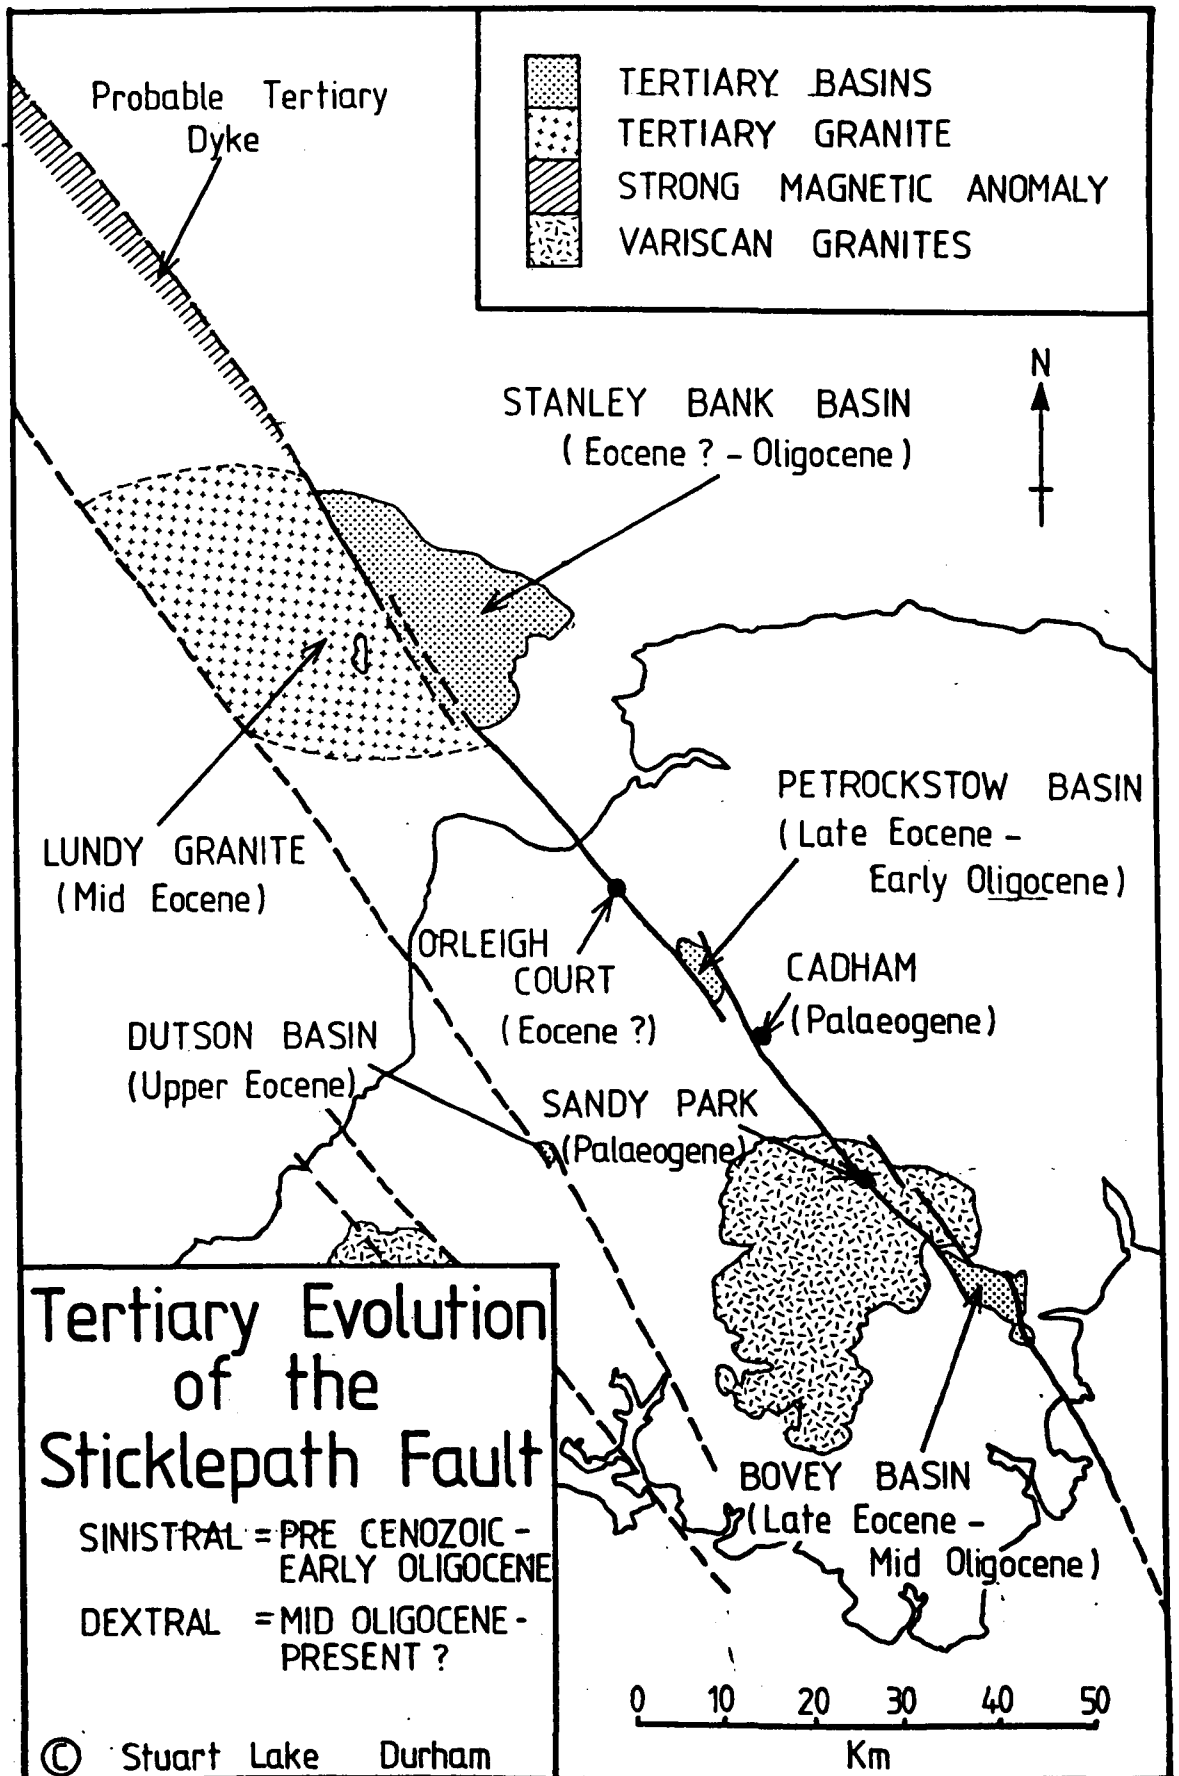 Probable Tertiary
Dyke
TERTIARY BASINS
TERTIARY GRANITE
STRONG MAGNETIC ANOMALY
VARISCAN GRANITES
N
STANLEY BANK BASIN
(Eocene ? - Oligocene)
PETROCKSTOW BASIN
(Late Eocene -
Early Oligocene)
LUNDY GRANITE
(Mid Eocene)
ORLEIGH
COURT
(Eocene ?)
CADHAM
(Palaeogene)
DUTSON BASIN
(Upper Eocene)
SANDY PARK
(Palaeogene)
BOVEY BASIN
(Late Eocene -
Mid Oligocene)
Tertiary Evolution
of the
Sticklepath Fault
SINISTRAL = PRE CENOZOIC -
EARLY OLIGOCENE
DEXTRAL = MID OLIGOCENE -
PRESENT ?
© Stuart Lake Durham
0 10 20 30 40 50
Km